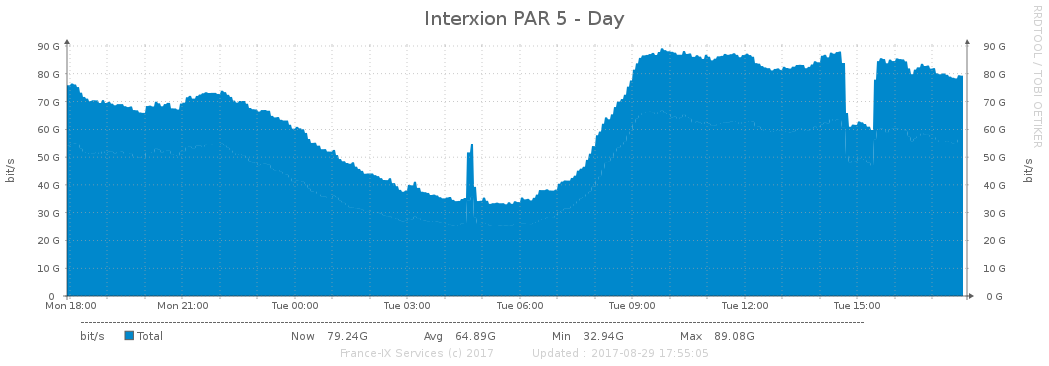 Interxion PAR 5 - Day
RRDTOOL / TOBI OETIKER
bit/s
90 G
80 G
70 G
60 G
50 G
40 G
30 G
20 G
10 G
0
90 G
80 G
70 G
60 G
50 G
40 G
30 G
20 G
10 G
0 G
bit/s
Mon 18:00 Mon 21:00 Tue 00:00 Tue 03:00 Tue 06:00 Tue 09:00 Tue 12:00 Tue 15:00
bit/s Total Now 79.24G Avg 64.89G Min 32.94G Max 89.08G
France-IX Services (c) 2017 Updated : 2017-08-29 17:55:05